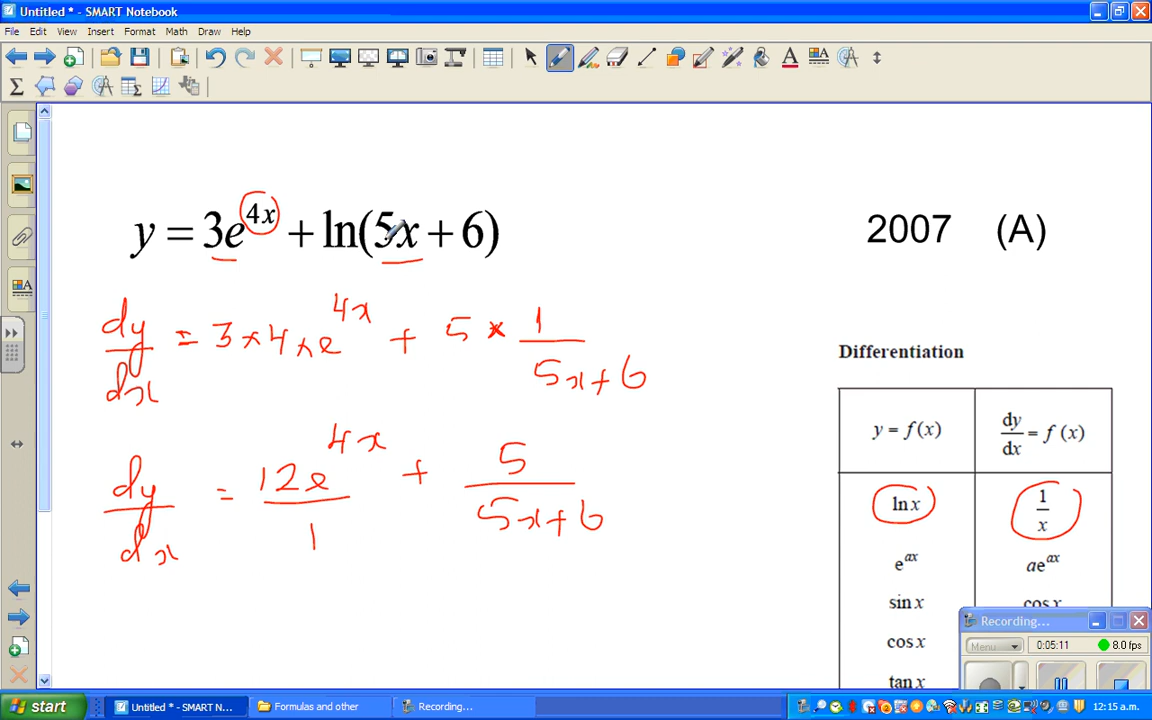 Untitled * - SMART Notebook
File Edit View Insert Format Math Draw Help
y = 3e^{4x} + ln(5x + 6)
2007 (A)
dy/dx = 3 × 4 × e^{4x} + 5 × 1/(5x+6)
Differentiation
y = f(x) dy/dx = f (x)
dy/dx = 12e^{4x}/1 + 5/(5x+6)
ln x 1/x
e^{ax} ae^{ax}
sin x cos x
cos x
tan x
Recording...
Menu 0:05:11 8.0 fps
start Untitled * - SMART N... Formulas and other Recording... 12:15 a.m.